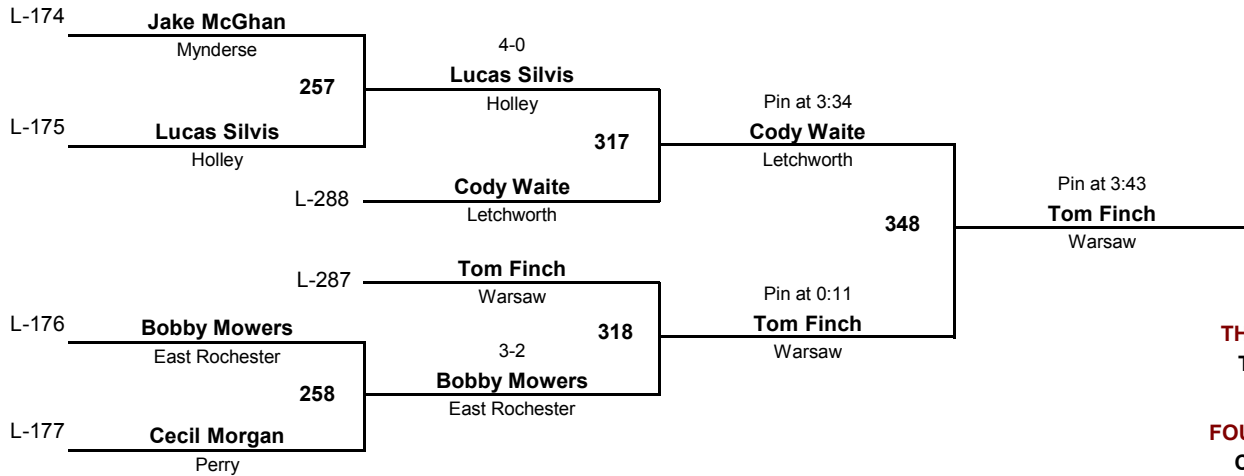 L-174
Jake McGhan
Mynderse
257
4-0
Lucas Silvis
Holley
L-175
Lucas Silvis
Holley
317
Pin at 3:34
Cody Waite
Letchworth
L-288
Cody Waite
Letchworth
348
Pin at 3:43
Tom Finch
Warsaw
L-287
Tom Finch
Warsaw
318
Pin at 0:11
Tom Finch
Warsaw
L-176
Bobby Mowers
East Rochester
258
3-2
Bobby Mowers
East Rochester
L-177
Cecil Morgan
Perry